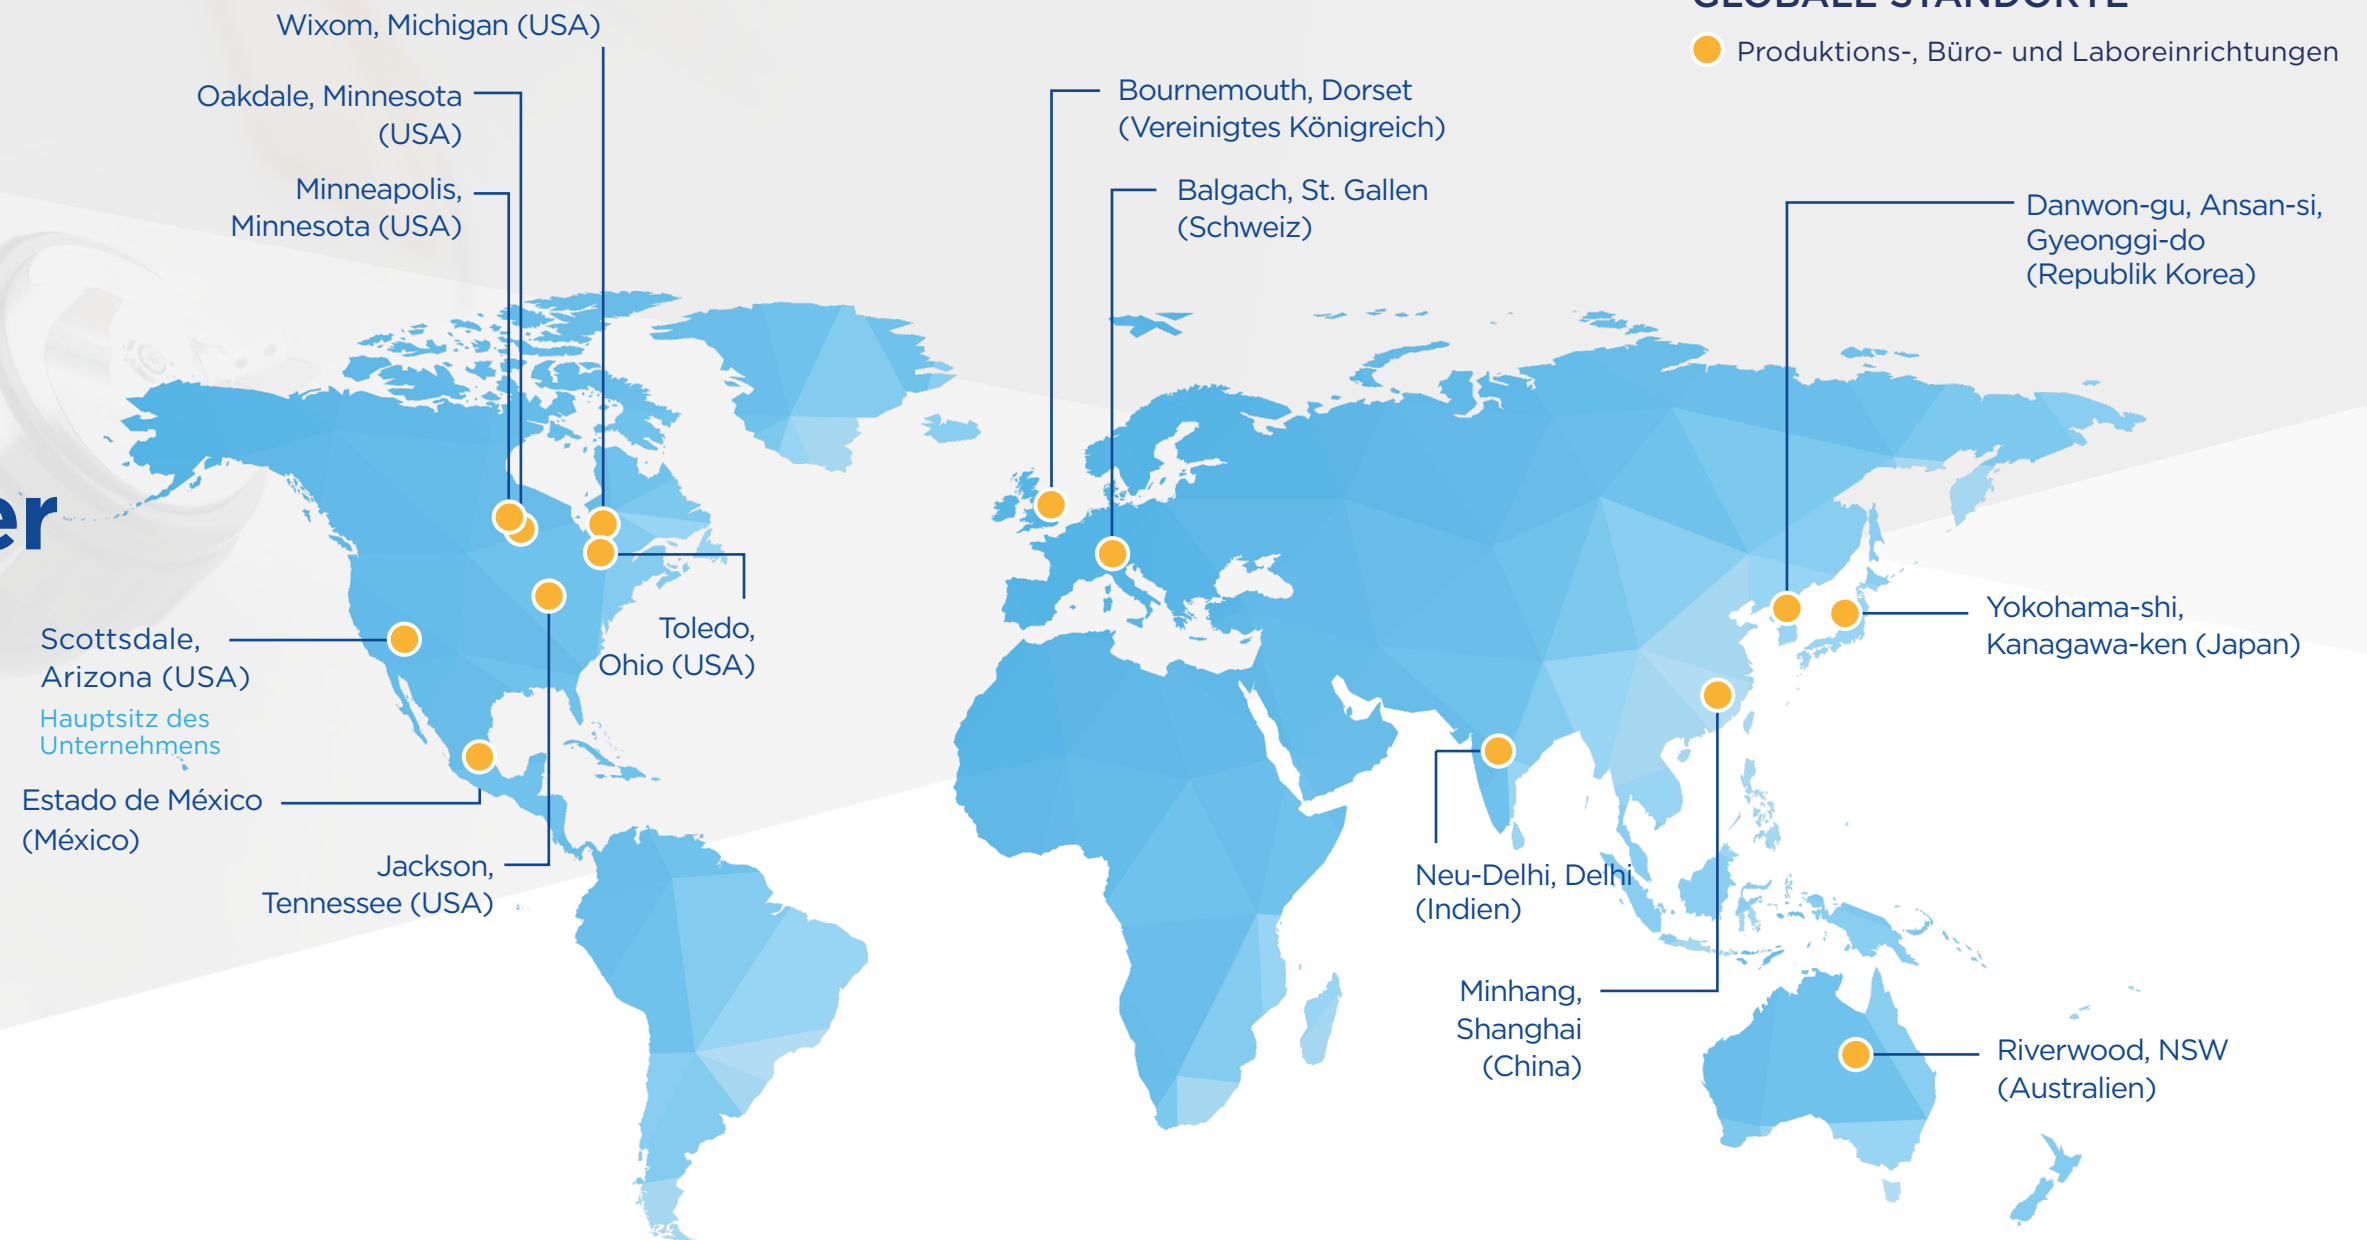 GLOBALE STANDORTE
Produktions-, Büro- und Laboreinrichtungen
Wixom, Michigan (USA)
Oakdale, Minnesota
(USA)
Minneapolis,
Minnesota (USA)
Bournemouth, Dorset
(Vereinigtes Königreich)
Balgach, St. Gallen
(Schweiz)
Danwon-gu, Ansan-si,
Gyeonggi-do
(Republik Korea)
er
Scottsdale,
Arizona (USA)
Hauptsitz des
Unternehmens
Toledo,
Ohio (USA)
Yokohama-shi,
Kanagawa-ken (Japan)
Estado de México
(México)
Jackson,
Tennessee (USA)
Neu-Delhi, Delhi
(Indien)
Minhang,
Shanghai
(China)
Riverwood, NSW
(Australien)